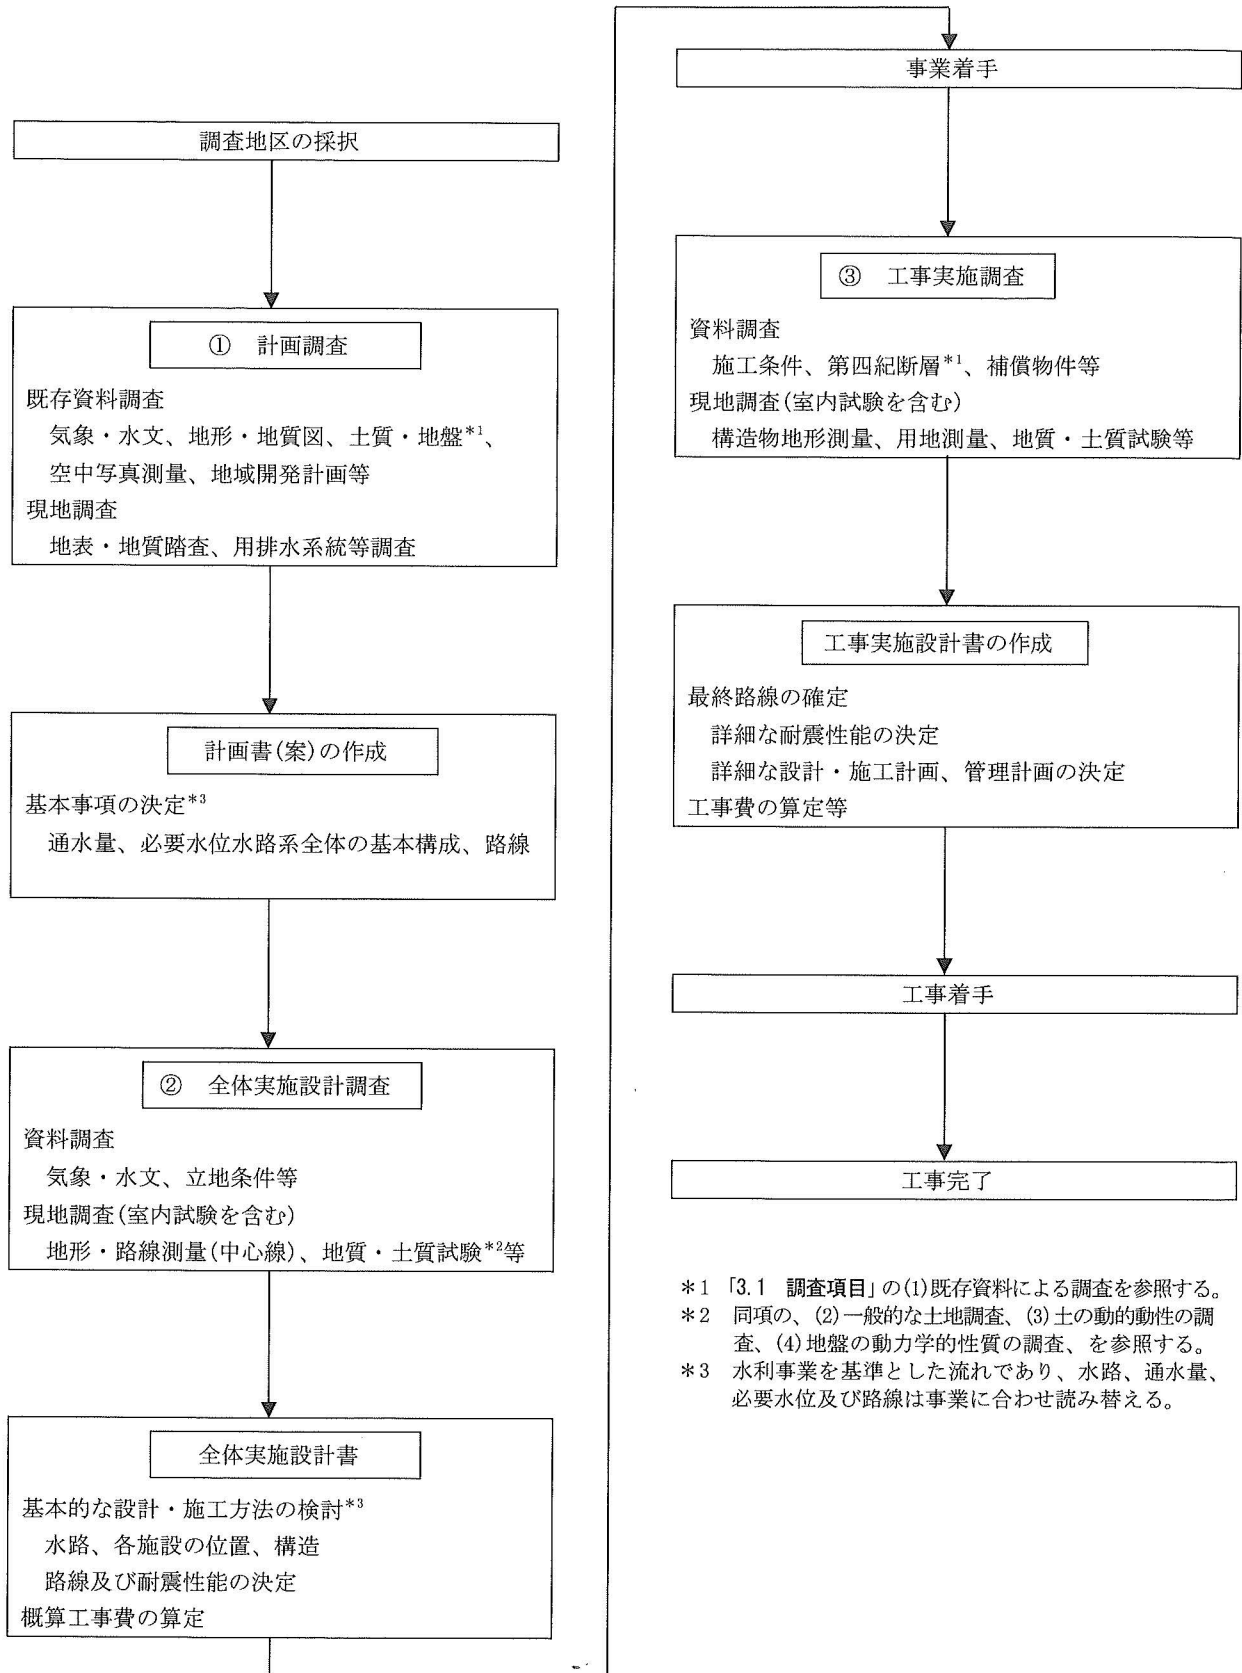 調査地区の採択
① 計画調査
既存資料調査
気象・水文、地形・地質図、土質・地盤*1、
空中写真測量、地域開発計画等
現地調査
地表・地質踏査、用排水系統等調査
計画書(案)の作成
基本事項の決定*3
通水量、必要水位水路系全体の基本構成、路線
② 全体実施設計調査
資料調査
気象・水文、立地条件等
現地調査(室内試験を含む)
地形・路線測量(中心線)、地質・土質試験*2等
全体実施設計書
基本的な設計・施工方法の検討*3
水路、各施設の位置、構造
路線及び耐震性能の決定
概算工事費の算定
事業着手
③ 工事実施調査
資料調査
施工条件、第四紀断層*1、補償物件等
現地調査(室内試験を含む)
構造物地形測量、用地測量、地質・土質試験等
工事実施設計書の作成
最終路線の確定
詳細な耐震性能の決定
詳細な設計・施工計画、管理計画の決定
工事費の算定等
工事着手
工事完了
*1 「3.1 調査項目」の(1)既存資料による調査を参照する。
*2 同項の、(2)一般的な土地調査、(3)土の動的動性の調
査、(4)地盤の動力学的性質の調査、を参照する。
*3 水利事業を基準とした流れであり、水路、通水量、
必要水位及び路線は事業に合わせ読み替える。